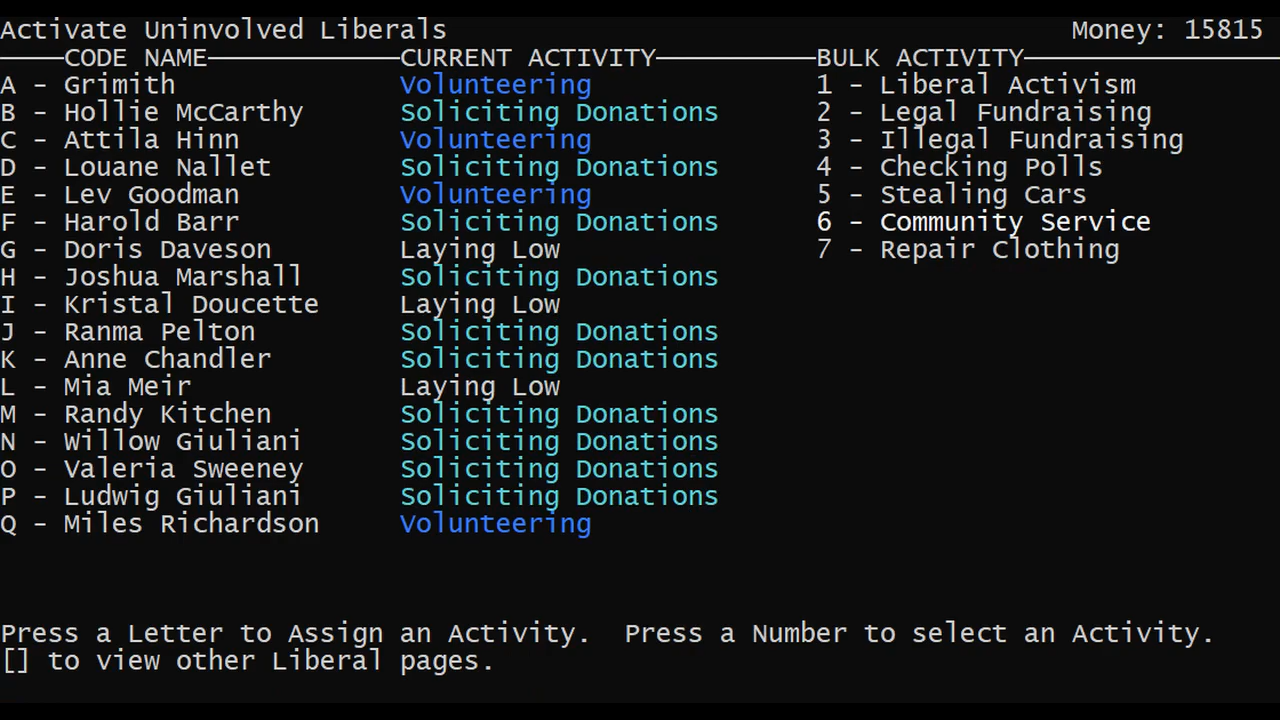 Activate Uninvolved Liberals Money: 15815
────CODE NAME────────────CURRENT ACTIVITY──────────BULK ACTIVITY───────────────
A - Grimith Volunteering 1 - Liberal Activism
B - Hollie McCarthy Soliciting Donations 2 - Legal Fundraising
C - Attila Hinn Volunteering 3 - Illegal Fundraising
D - Louane Nallet Soliciting Donations 4 - Checking Polls
E - Lev Goodman Volunteering 5 - Stealing Cars
F - Harold Barr Soliciting Donations 6 - Community Service
G - Doris Daveson Laying Low 7 - Repair Clothing
H - Joshua Marshall Soliciting Donations
I - Kristal Doucette Laying Low
J - Ranma Pelton Soliciting Donations
K - Anne Chandler Soliciting Donations
L - Mia Meir Laying Low
M - Randy Kitchen Soliciting Donations
N - Willow Giuliani Soliciting Donations
O - Valeria Sweeney Soliciting Donations
P - Ludwig Giuliani Soliciting Donations
Q - Miles Richardson Volunteering
Press a Letter to Assign an Activity.  Press a Number to select an Activity.
[] to view other Liberal pages.